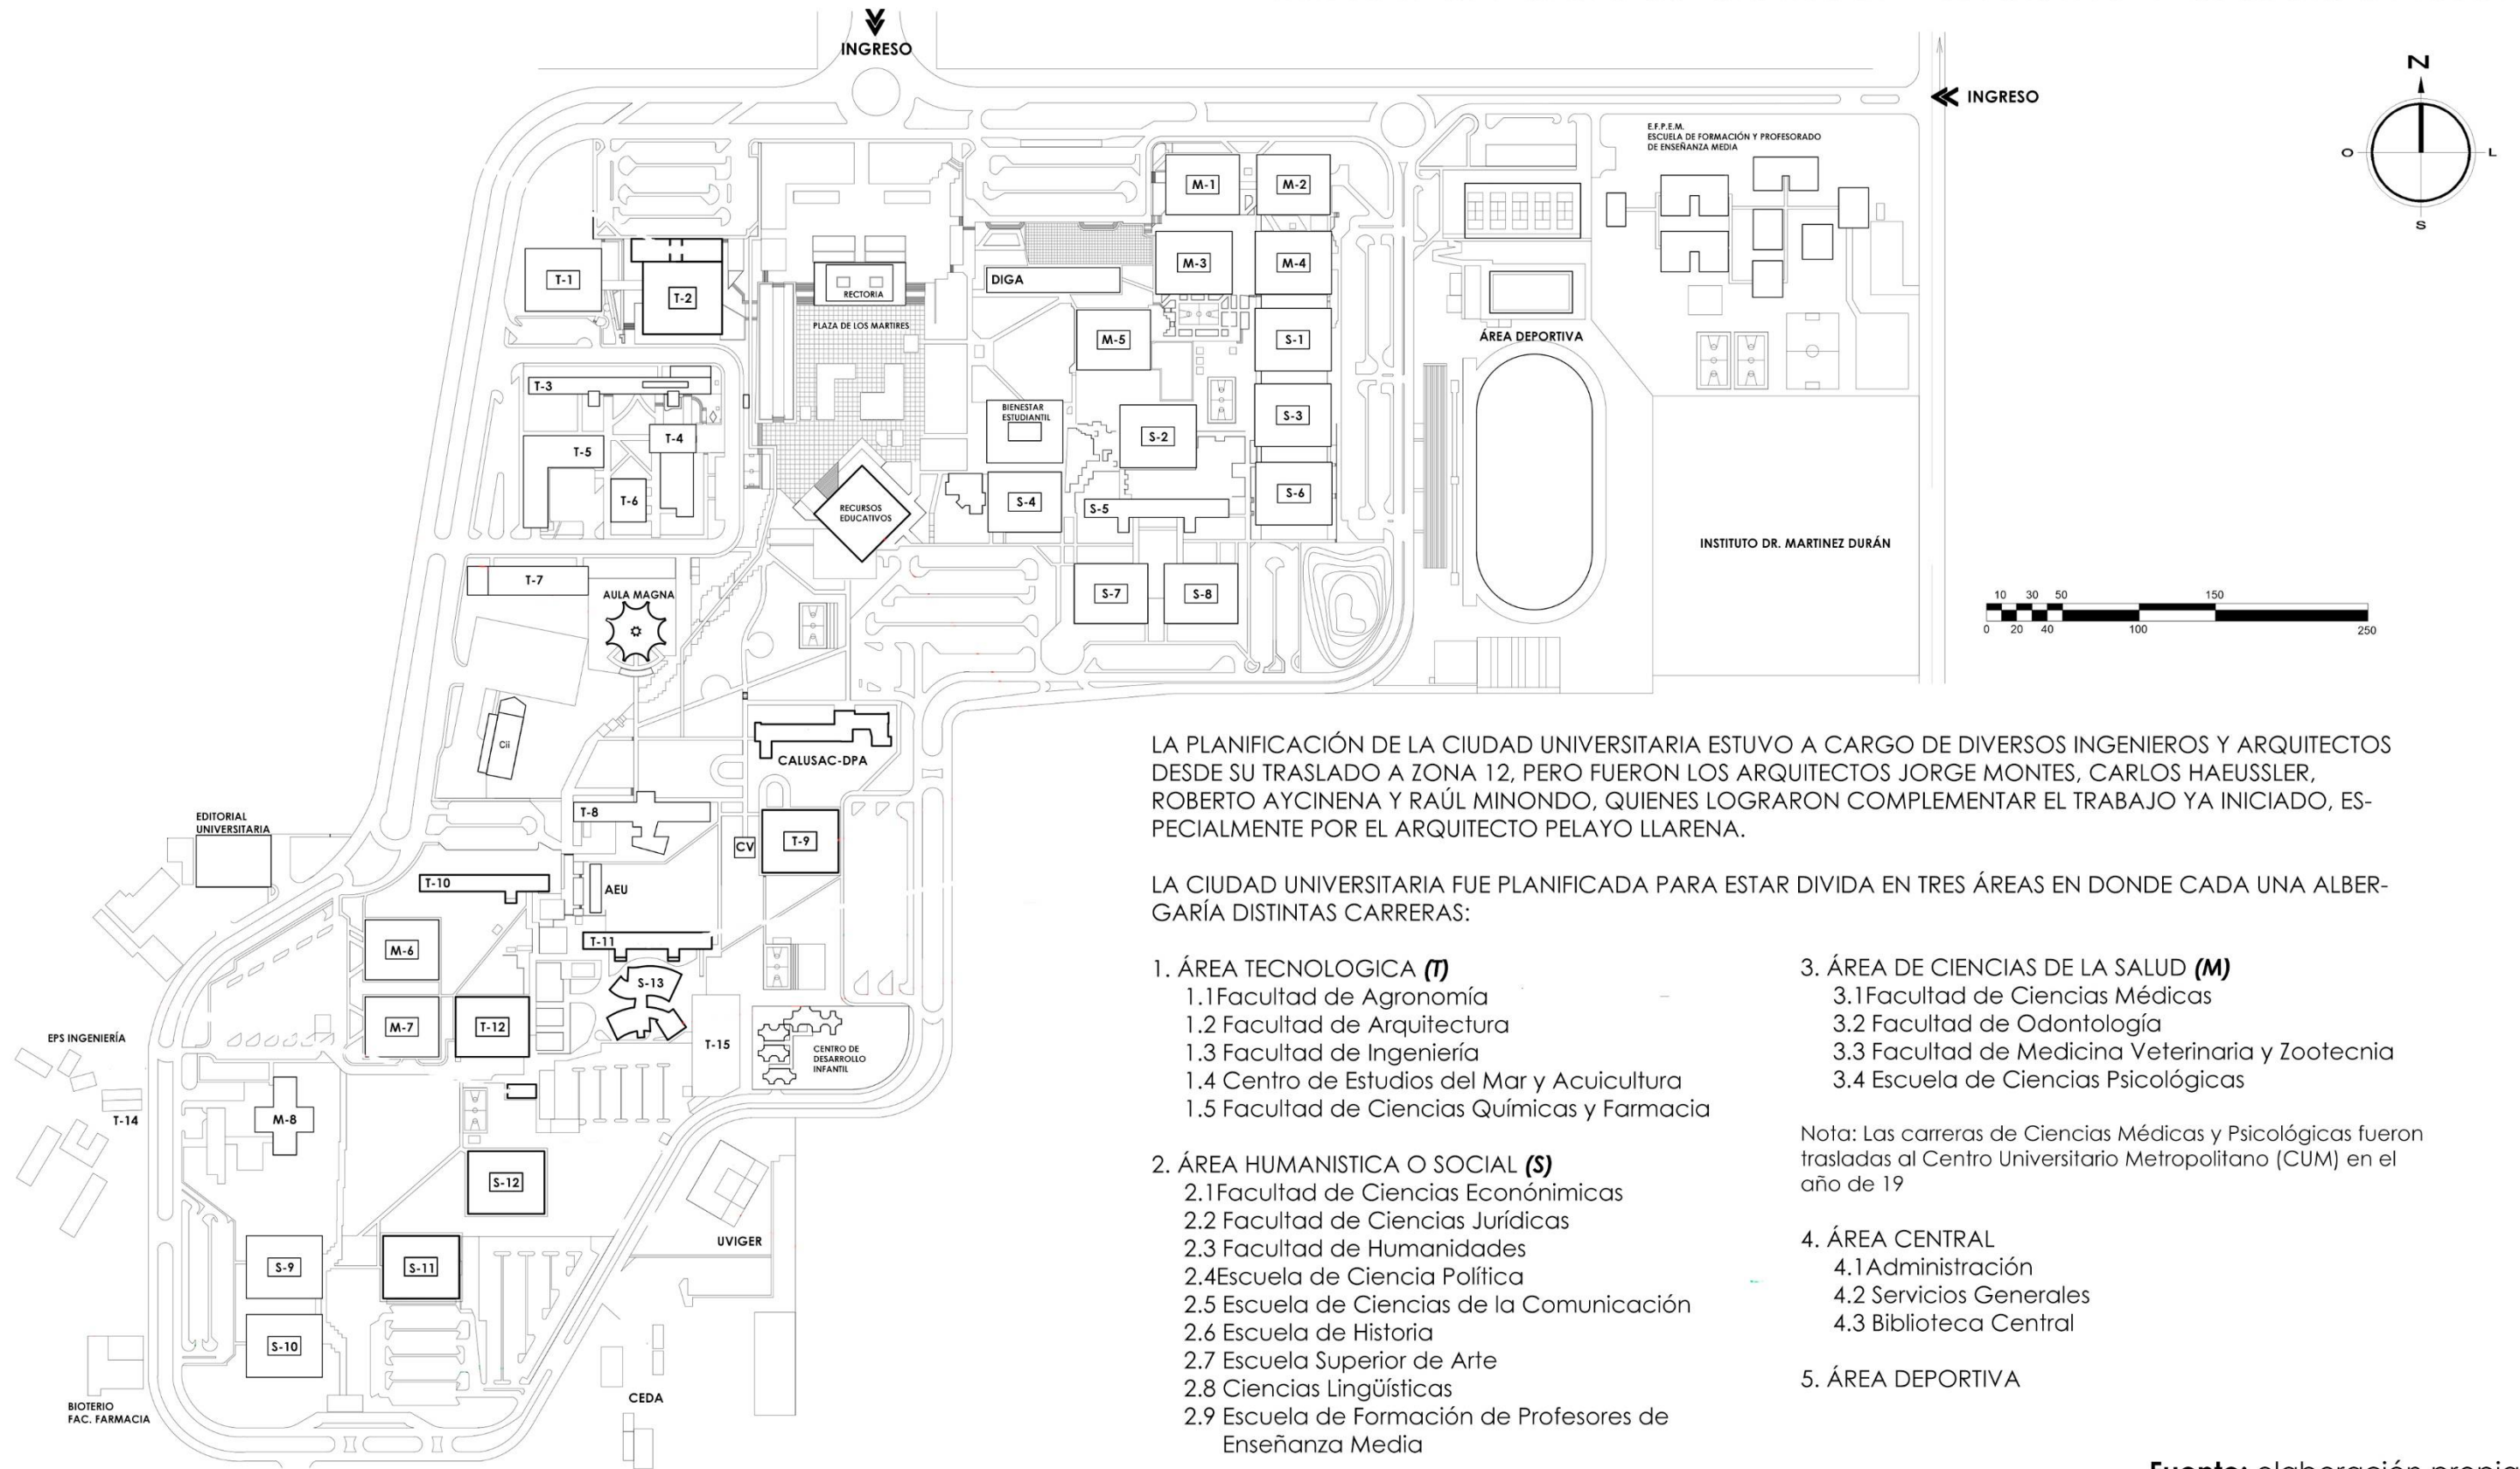 INGRESO
N
INGRESO
O
L
S
E.F.P.E.M.
ESCUELA DE FORMACIÓN Y PROFESORADO
DE ENSEÑANZA MEDIA
M-1
M-2
T-1
T-2
RECTORIA
DIGA
M-3
M-4
PLAZA DE LOS MARTIRES
M-5
S-1
ÁREA DEPORTIVA
T-3
T-4
T-5
T-6
BIENESTAR
ESTUDIANTIL
S-2
S-3
RECURSOS
EDUCATIVOS
S-4
S-5
S-6
INSTITUTO DR. MARTINEZ DURÁN
T-7
AULA MAGNA
S-7
S-8
10 30 50 150
0 20 40 100 250
Cii
CALUSAC-DPA
EDITORIAL
UNIVERSITARIA
T-8
CV
T-9
T-10
AEU
T-11
M-6
S-13
M-7
T-12
T-15
CENTRO DE
DESARROLLO
INFANTIL
EPS INGENIERÍA
T-14
M-8
S-12
UVIGER
S-9
S-11
S-10
CEDA
BIOTERIO
FAC. FARMACIA
LA PLANIFICACIÓN DE LA CIUDAD UNIVERSITARIA ESTUVO A CARGO DE DIVERSOS INGENIEROS Y ARQUITECTOS
DESDE SU TRASLADO A ZONA 12, PERO FUERON LOS ARQUITECTOS JORGE MONTES, CARLOS HAEUSSLER,
ROBERTO AYCINENA Y RAÚL MINONDO, QUIENES LOGRARON COMPLEMENTAR EL TRABAJO YA INICIADO, ES-
PECIALMENTE POR EL ARQUITECTO PELAYO LLARENA.
LA CIUDAD UNIVERSITARIA FUE PLANIFICADA PARA ESTAR DIVIDA EN TRES ÁREAS EN DONDE CADA UNA ALBER-
GARÍA DISTINTAS CARRERAS:
1. ÁREA TECNOLOGICA (T)
1.1Facultad de Agronomía
1.2 Facultad de Arquitectura
1.3 Facultad de Ingeniería
1.4 Centro de Estudios del Mar y Acuicultura
1.5 Facultad de Ciencias Químicas y Farmacia
2. ÁREA HUMANISTICA O SOCIAL (S)
2.1Facultad de Ciencias Econónimicas
2.2 Facultad de Ciencias Jurídicas
2.3 Facultad de Humanidades
2.4Escuela de Ciencia Política
2.5 Escuela de Ciencias de la Comunicación
2.6 Escuela de Historia
2.7 Escuela Superior de Arte
2.8 Ciencias Lingüísticas
2.9 Escuela de Formación de Profesores de
Enseñanza Media
3. ÁREA DE CIENCIAS DE LA SALUD (M)
3.1Facultad de Ciencias Médicas
3.2 Facultad de Odontología
3.3 Facultad de Medicina Veterinaria y Zootecnia
3.4 Escuela de Ciencias Psicológicas
Nota: Las carreras de Ciencias Médicas y Psicológicas fueron
trasladas al Centro Universitario Metropolitano (CUM) en el
año de 19
4. ÁREA CENTRAL
4.1Administración
4.2 Servicios Generales
4.3 Biblioteca Central
5. ÁREA DEPORTIVA
Fuente: elaboración propia